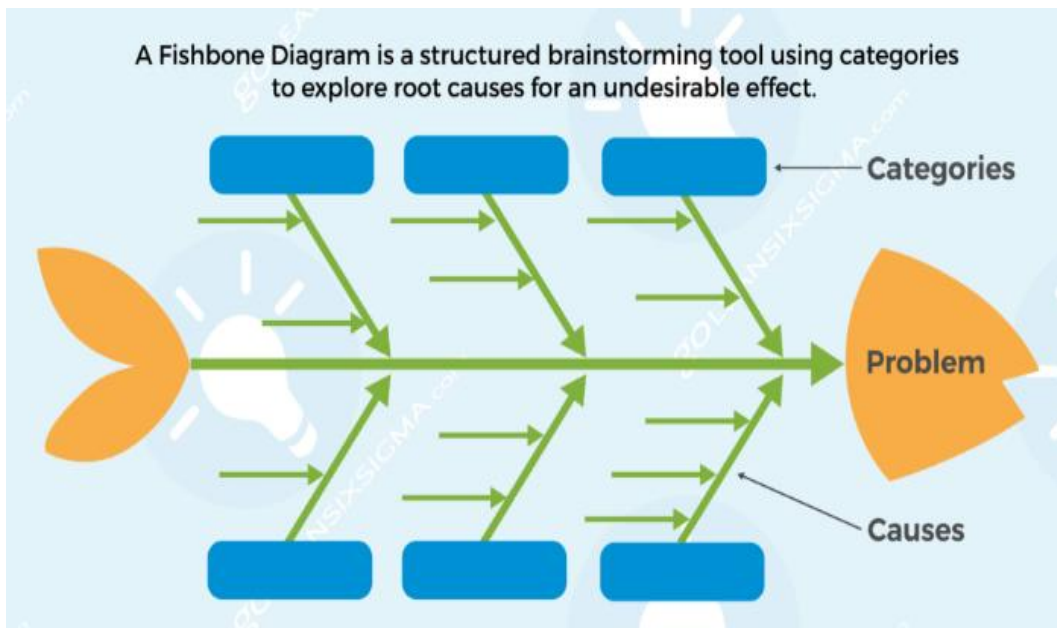 A Fishbone Diagram is a structured brainstorming tool using categories
to explore root causes for an undesirable effect.
Categories
Problem
Causes